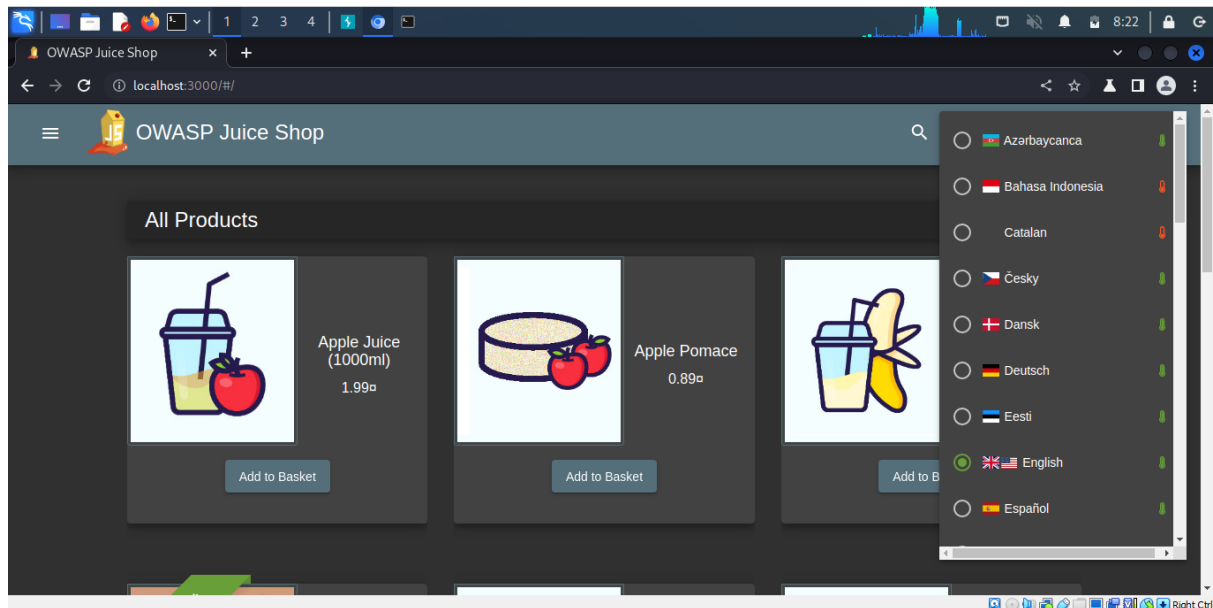 1 2 3 4
8:22
OWASP Juice Shop
localhost:3000/#/
OWASP Juice Shop
All Products
Apple Juice
(1000ml)
1.99¤
Add to Basket
Apple Pomace
0.89¤
Add to Basket
Add to B
Azərbaycanca
Bahasa Indonesia
Catalan
Česky
Dansk
Deutsch
Eesti
English
Español
Right Ctrl